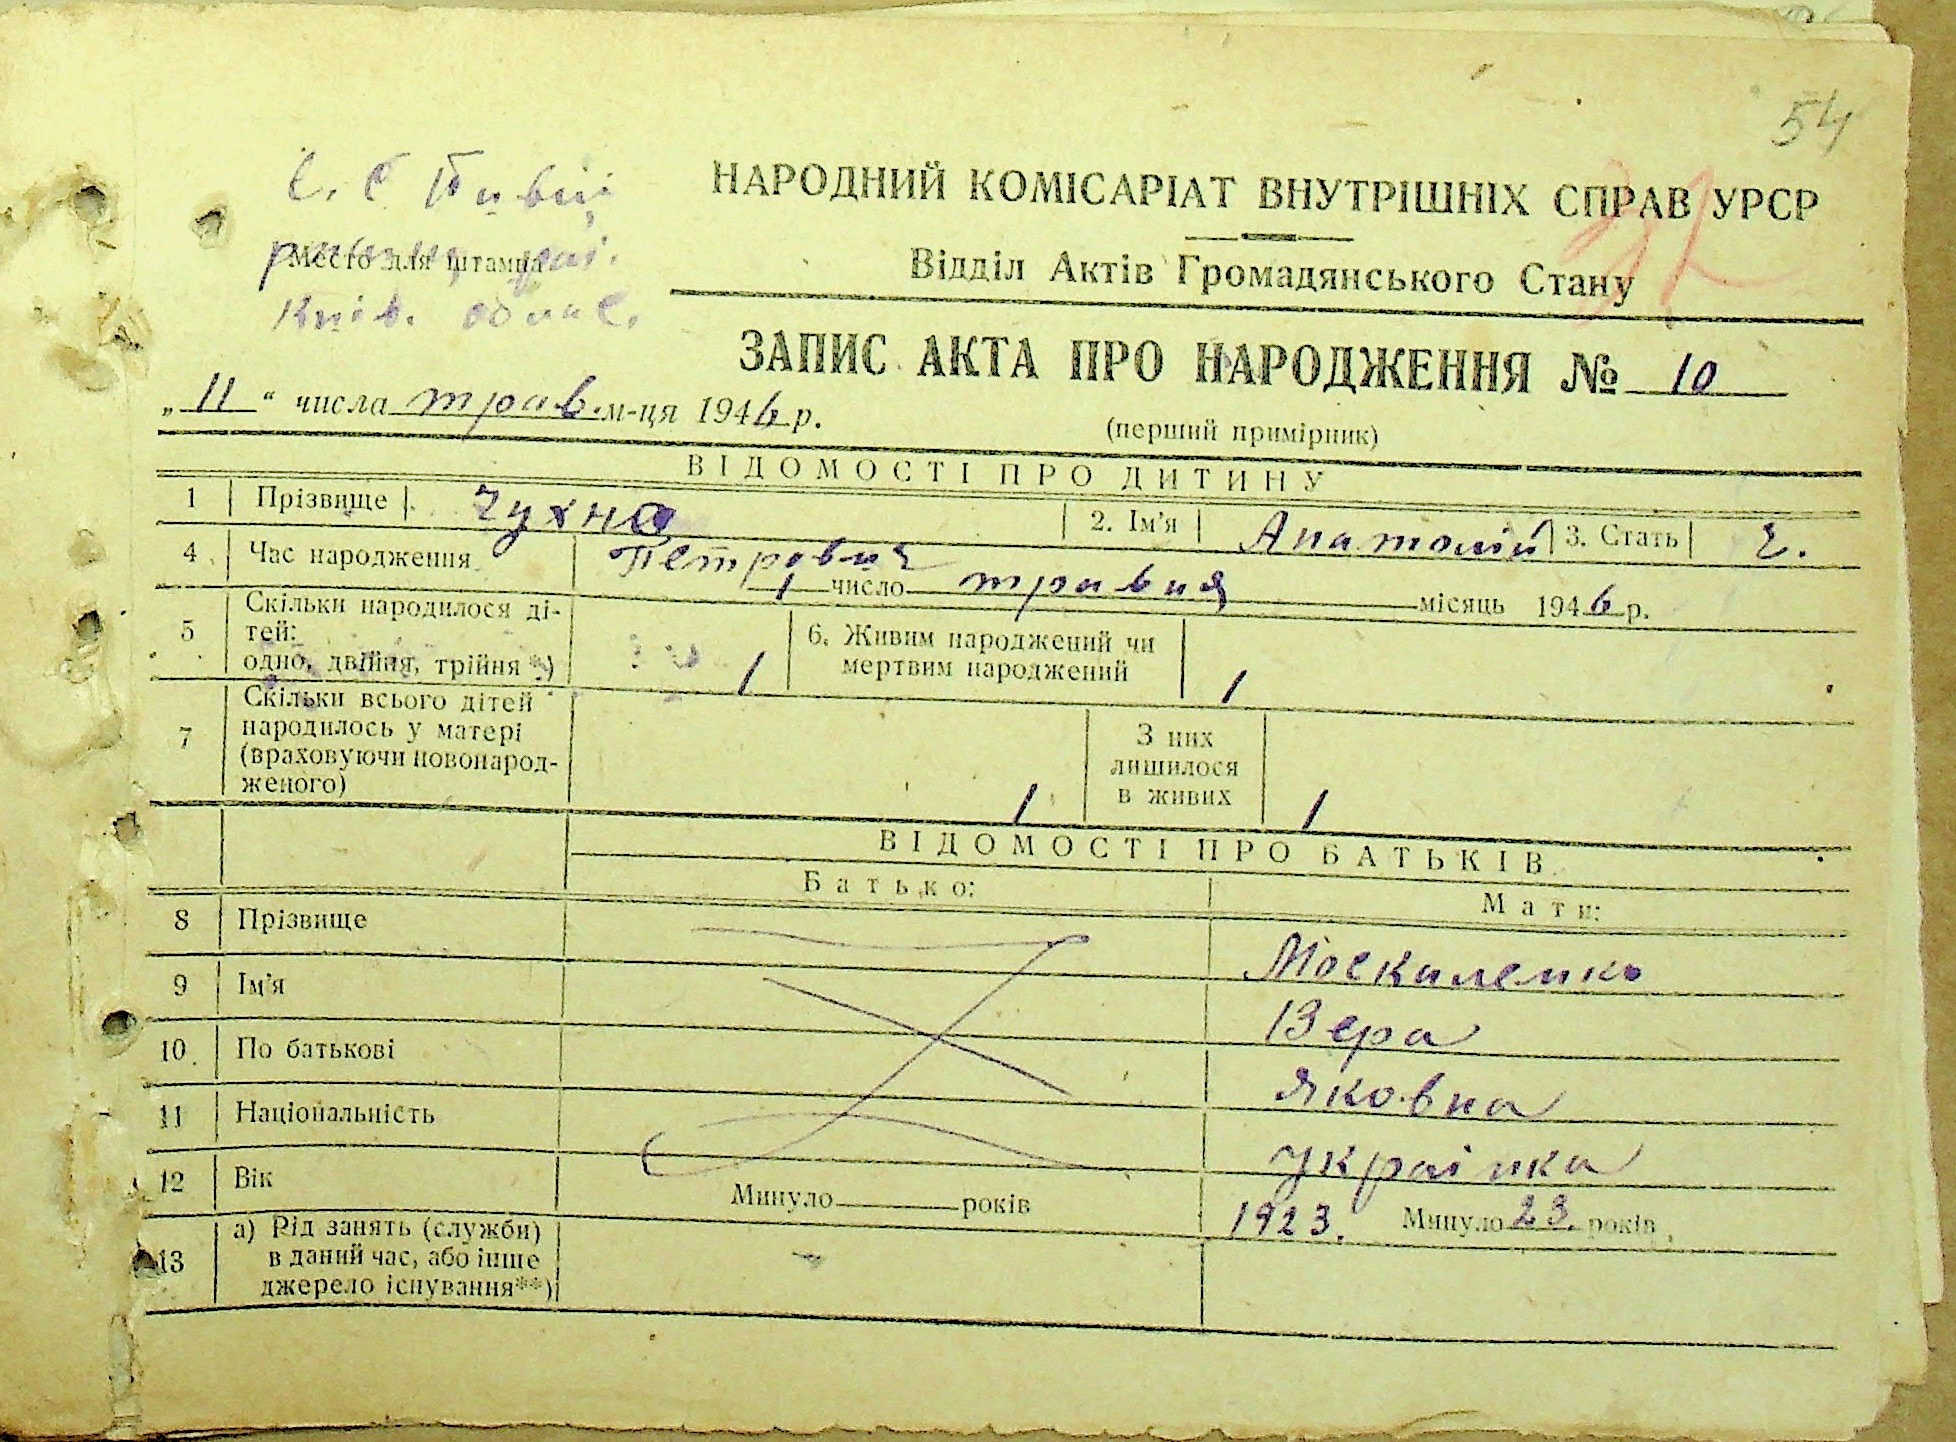 54
НАРОДНИЙ КОМІСАРІАТ ВНУТРІШНІХ СПРАВ УРСР
Место для штампа
Київ.
Відділ Актів Громадянського Стану
ЗАПИС АКТА ПРО НАРОДЖЕННЯ № 10
„11“ числа трав. м-ця 1946 р.
(перший примірник)
ВІДОМОСТІ ПРО ДИТИНУ
1 Прізвище Чухно 2. Ім'я Анатолій 3. Стать Ч.
Петрович
4 Час народження 1 число травня місяць 1946 р.
5 Скільки народилося ді-
тей:
одно, двійня, трійня *) 1
6. Живим народжений чи
мертвим народжений 1
7 Скільки всього дітей
народилось у матері
(враховуючи новонарод-
женого) 1
З них
лишилося
в живих 1
ВІДОМОСТІ ПРО БАТЬКІВ
Батько: Мати:
8 Прізвище Москаленко
9 Ім'я Вера
10 По батькові Яковна
11 Національність українка
12 Вік Минуло років 1923. Минуло 23 років
13 а) Рід занять (служби)
в даний час, або інше
джерело існування**)